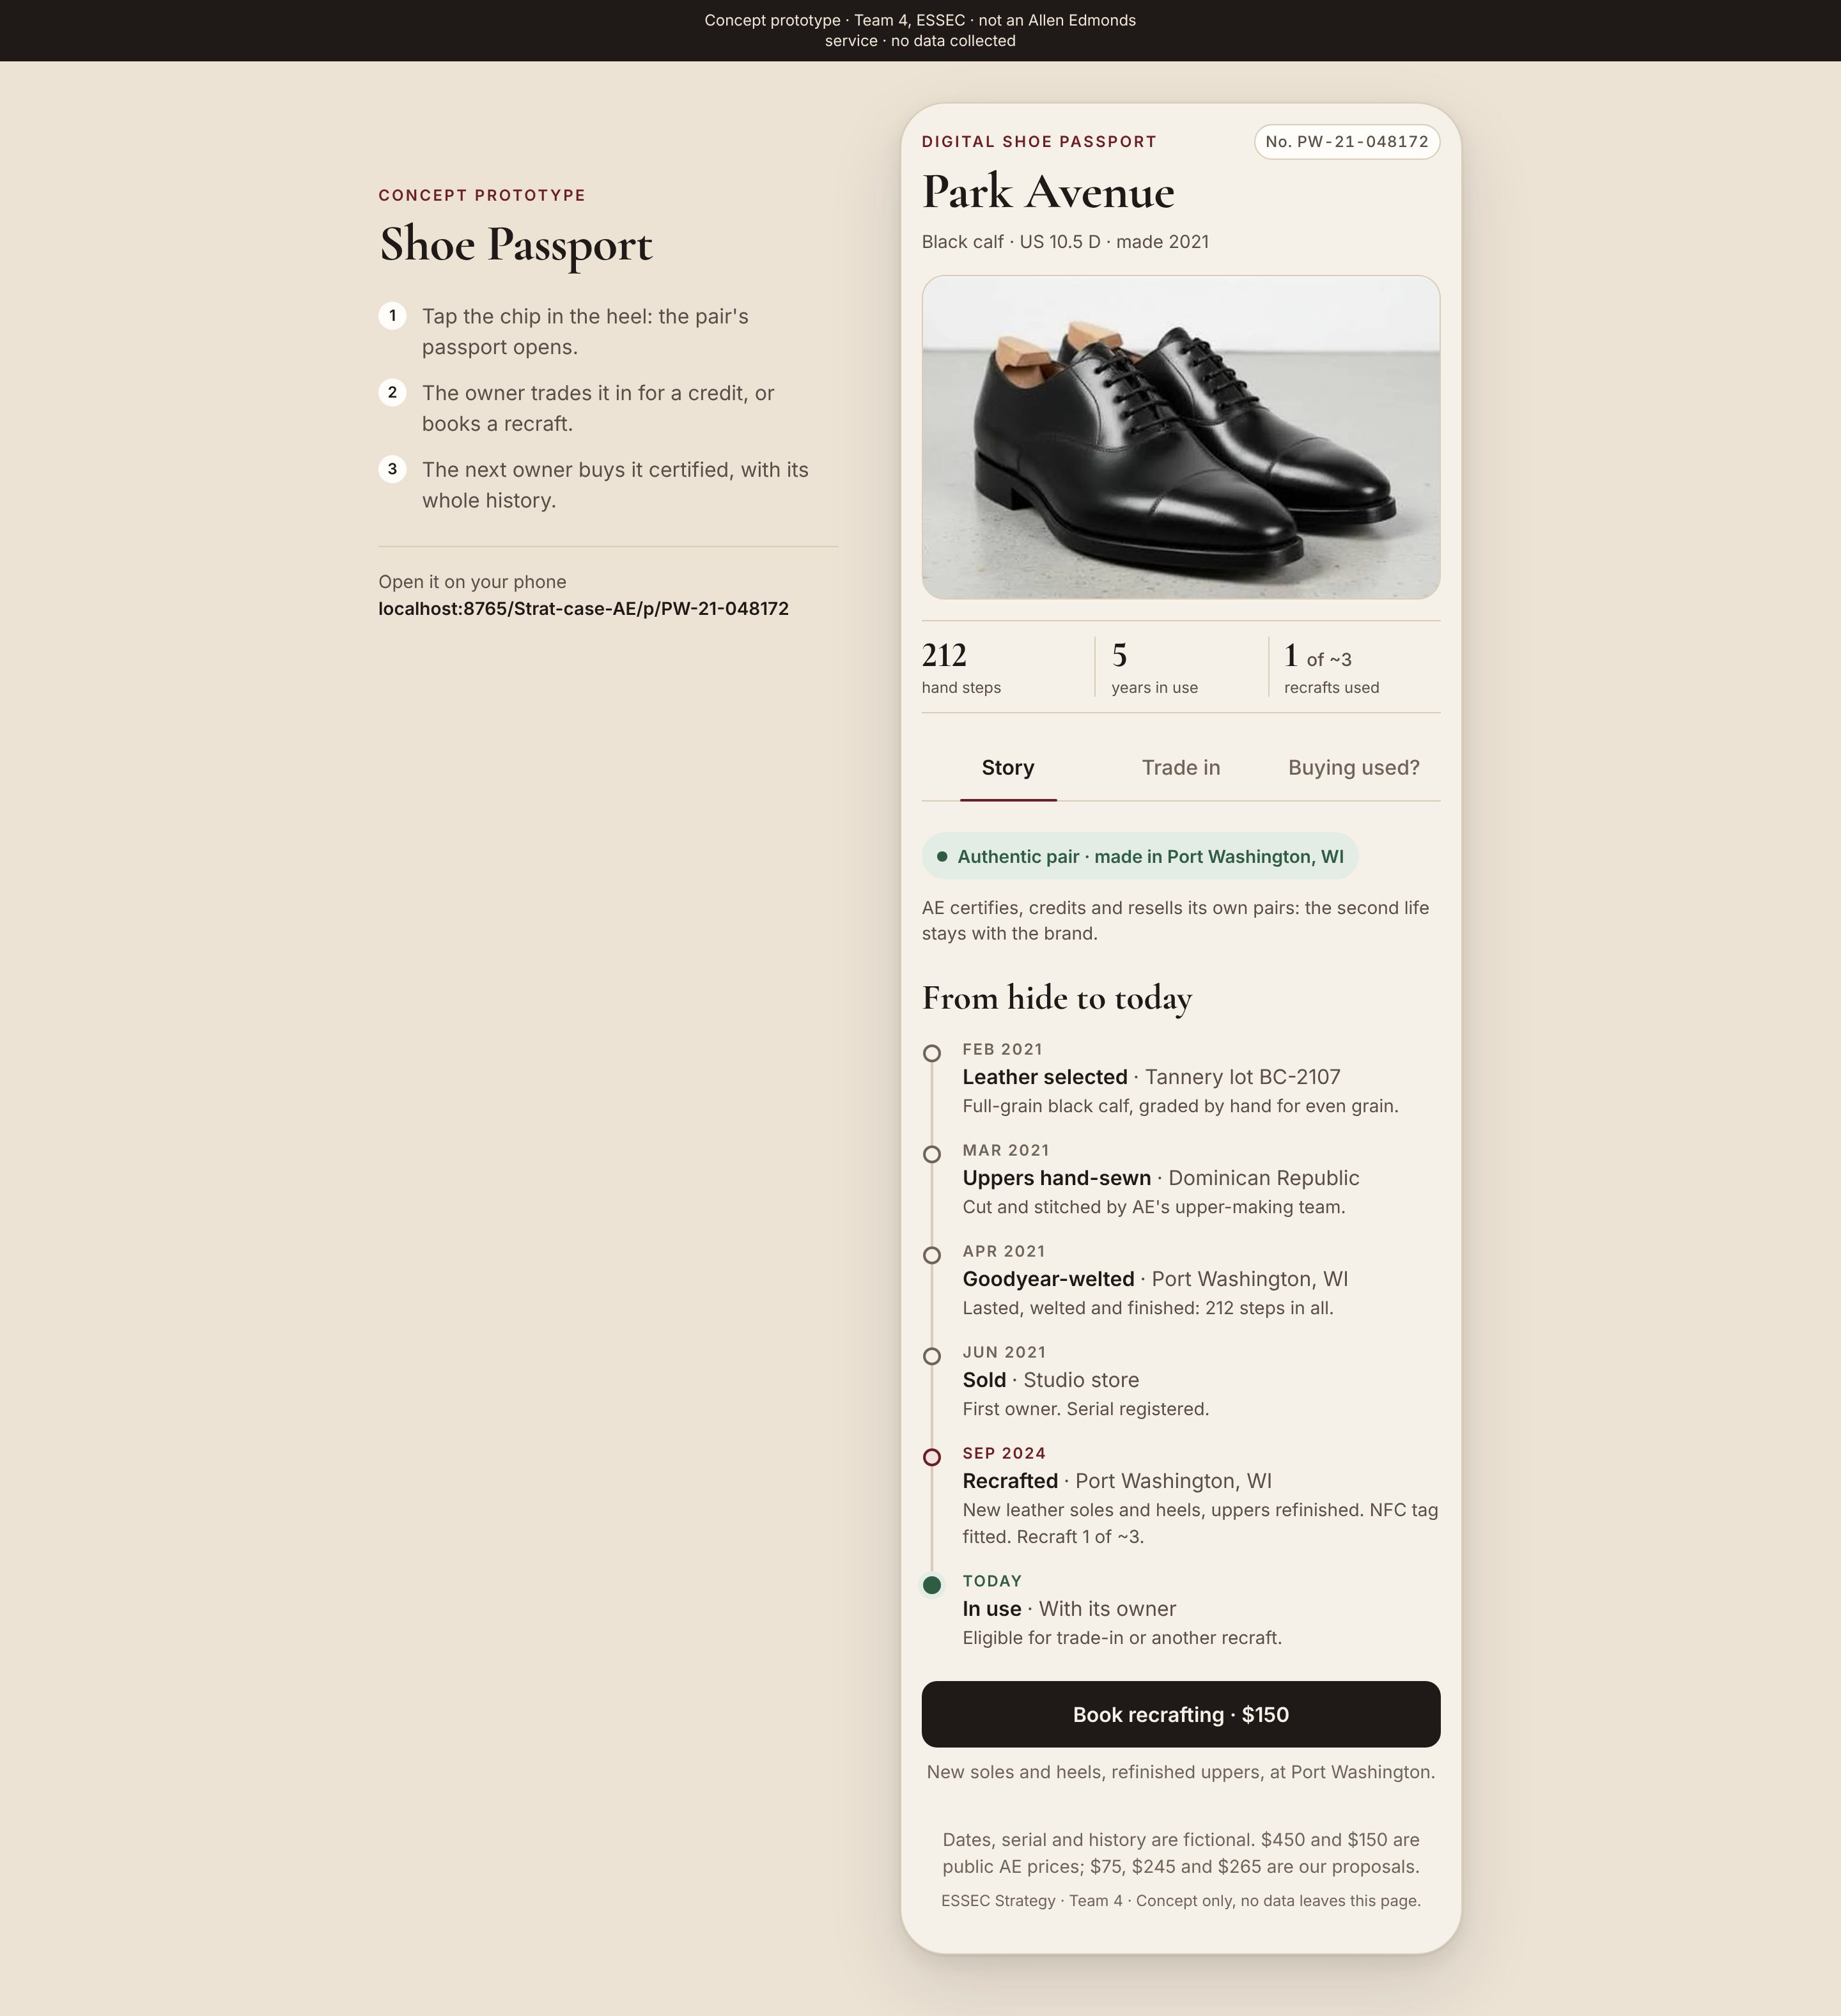 Concept prototype · Team 4, ESSEC · not an Allen Edmonds
service · no data collected
CONCEPT PROTOTYPE
Shoe Passport
1 Tap the chip in the heel: the pair's
passport opens.
2 The owner trades it in for a credit, or
books a recraft.
3 The next owner buys it certified, with its
whole history.
Open it on your phone
localhost:8765/Strat-case-AE/p/PW-21-048172
DIGITAL SHOE PASSPORT
No. PW-21-048172
Park Avenue
Black calf · US 10.5 D · made 2021
212
hand steps
5
years in use
1 of ~3
recrafts used
Story
Trade in
Buying used?
Authentic pair · made in Port Washington, WI
AE certifies, credits and resells its own pairs: the second life
stays with the brand.
From hide to today
FEB 2021
Leather selected · Tannery lot BC-2107
Full-grain black calf, graded by hand for even grain.
MAR 2021
Uppers hand-sewn · Dominican Republic
Cut and stitched by AE's upper-making team.
APR 2021
Goodyear-welted · Port Washington, WI
Lasted, welted and finished: 212 steps in all.
JUN 2021
Sold · Studio store
First owner. Serial registered.
SEP 2024
Recrafted · Port Washington, WI
New leather soles and heels, uppers refinished. NFC tag
fitted. Recraft 1 of ~3.
TODAY
In use · With its owner
Eligible for trade-in or another recraft.
Book recrafting · $150
New soles and heels, refinished uppers, at Port Washington.
Dates, serial and history are fictional. $450 and $150 are
public AE prices; $75, $245 and $265 are our proposals.
ESSEC Strategy · Team 4 · Concept only, no data leaves this page.